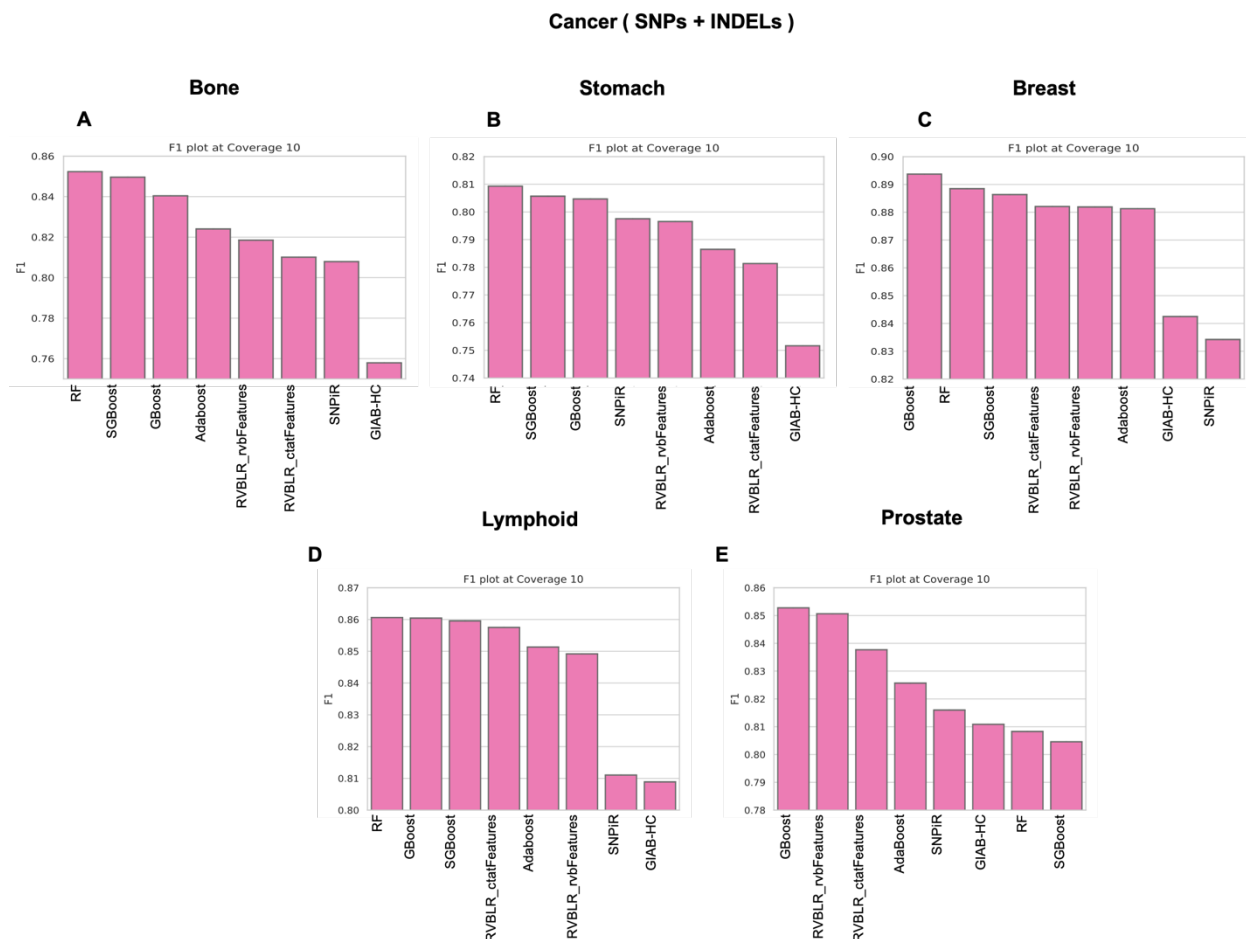 Cancer ( SNPs + INDELs )
Bone
A
F1 plot at Coverage 10
F1
0.86
0.84
0.82
0.80
0.78
0.76
RF
SGBoost
GBoost
Adaboost
RVBLR_rvbFeatures
RVBLR_ctatFeatures
SNPiR
GIAB-HC
Stomach
B
F1 plot at Coverage 10
F1
0.82
0.81
0.80
0.79
0.78
0.77
0.76
0.75
0.74
RF
SGBoost
GBoost
SNPiR
RVBLR_rvbFeatures
Adaboost
RVBLR_ctatFeatures
GIAB-HC
Breast
C
F1 plot at Coverage 10
F1
0.90
0.89
0.88
0.87
0.86
0.85
0.84
0.83
0.82
GBoost
RF
SGBoost
RVBLR_ctatFeatures
RVBLR_rvbFeatures
Adaboost
GIAB-HC
SNPiR
Lymphoid
D
F1 plot at Coverage 10
F1
0.87
0.86
0.85
0.84
0.83
0.82
0.81
0.80
RF
GBoost
SGBoost
RVBLR_ctatFeatures
Adaboost
RVBLR_rvbFeatures
SNPiR
GIAB-HC
Prostate
E
F1 plot at Coverage 10
F1
0.86
0.85
0.84
0.83
0.82
0.81
0.80
0.79
0.78
GBoost
RVBLR_rvbFeatures
RVBLR_ctatFeatures
AdaBoost
SNPiR
GIAB-HC
RF
SGBoost